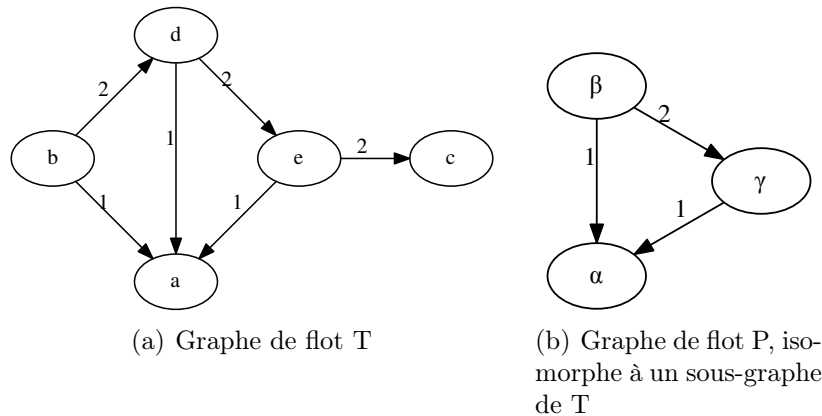 d
2
2
1
b
e
2
c
1
1
a
(a) Graphe de flot T
β
2
1
γ
1
α
(b) Graphe de flot P, iso-
morphe à un sous-graphe
de T